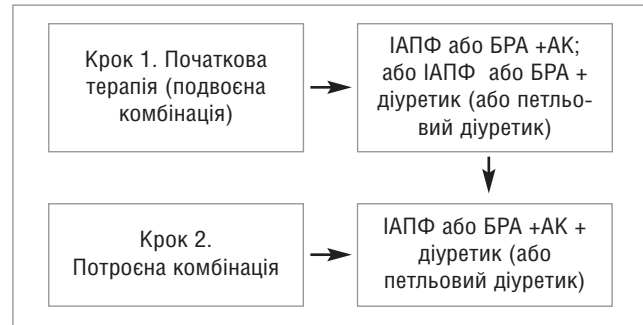 Крок 1. Початкова
терапія (подвоєна
комбінація)
ІАПФ або БРА +АК;
або ІАПФ  або БРА +
діуретик (або петльо-
вий діуретик)
Крок 2.
Потроєна комбінація
ІАПФ або БРА +АК +
діуретик (або
петльовий діуретик)